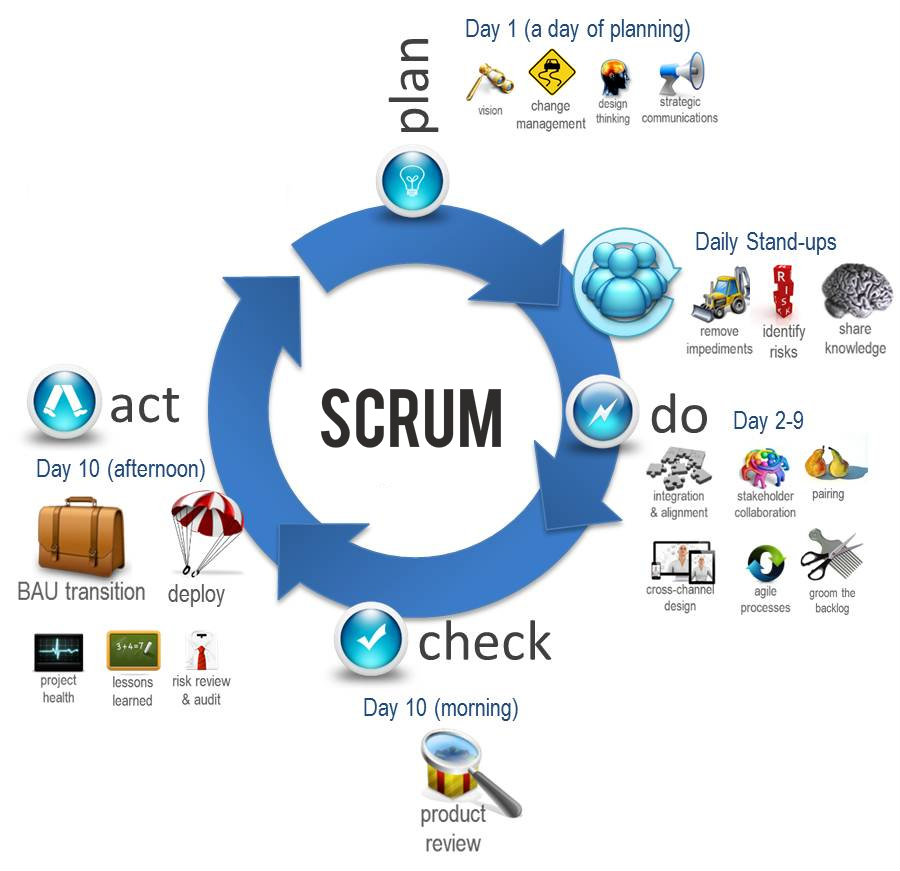 plan
Day 1 (a day of planning)
vision
change
management
design
thinking
strategic
communications
Daily Stand-ups
RISK
remove
impediments
identify
risks
share
knowledge
SCRUM
do
Day 2-9
integration
& alignment
stakeholder
collaboration
pairing
cross-channel
design
agile
processes
groom the
backlog
check
Day 10 (morning)
product
review
act
Day 10 (afternoon)
BAU transition
deploy
3+4=7
project
health
lessons
learned
risk review
& audit